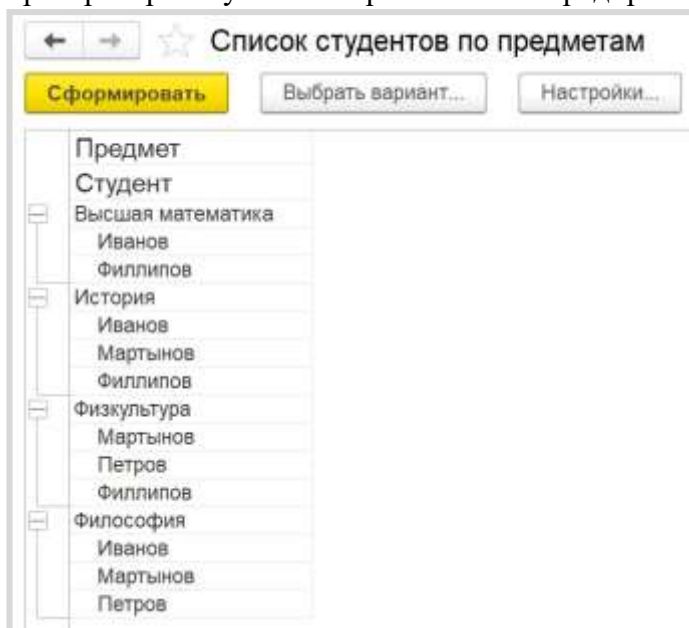 Список студентов по предметам
Сформировать Выбрать вариант... Настройки...
Предмет
Студент
Высшая математика
Иванов
Филлипов
История
Иванов
Мартынов
Филлипов
Физкультура
Мартынов
Петров
Филлипов
Философия
Иванов
Мартынов
Петров